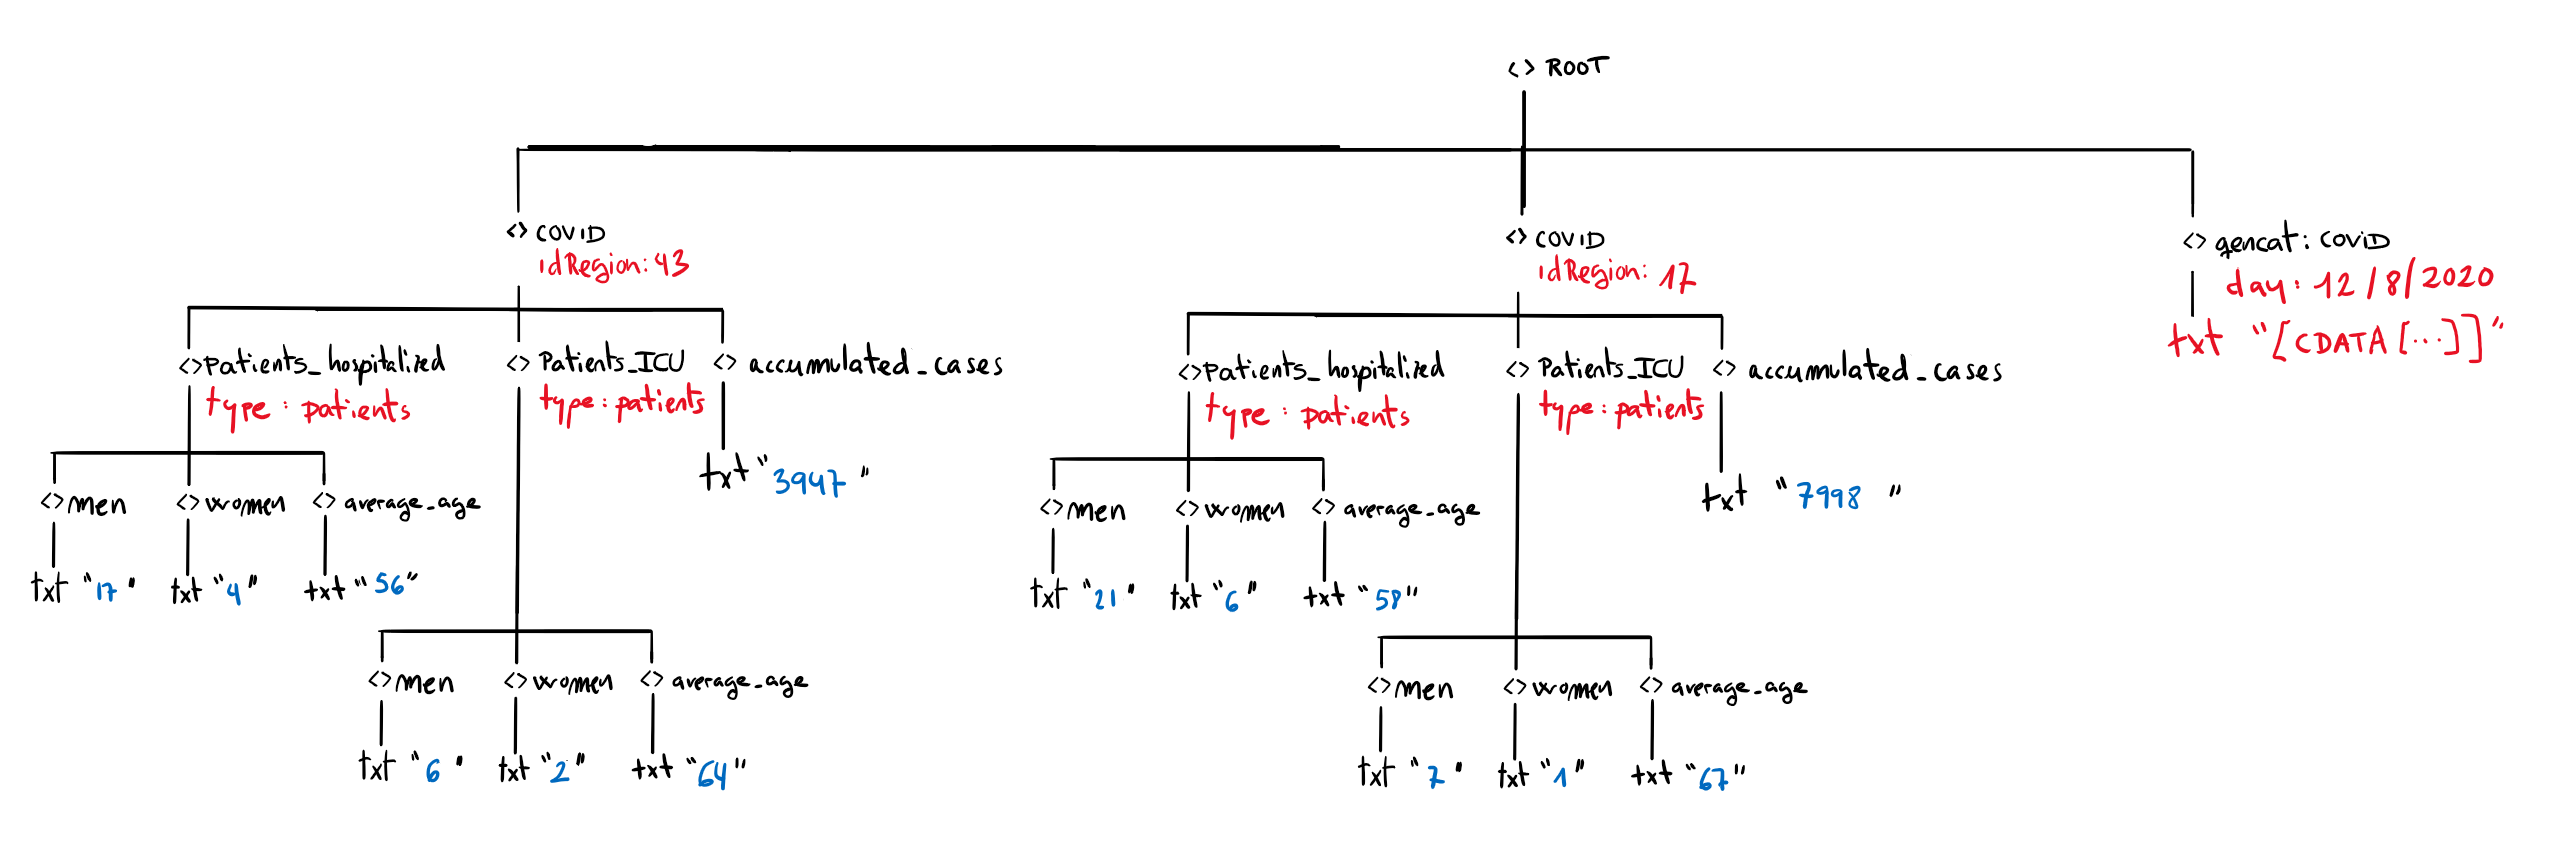 <> ROOT
<> COVID
idRegion: 43
<> COVID
idRegion: 17
<> gencat: COVID
day: 12/8/2020
txt "[CDATA[...]]"
<> Patients_hospitalized
type: patients
<> Patients_ICU
type: patients
<> accumulated_cases
txt "3947"
<> men
<> women
<> average_age
txt "17"
txt "4"
txt "56"
<> men
<> women
<> average_age
txt "6"
txt "2"
txt "64"
<> Patients_hospitalized
type: patients
<> Patients_ICU
type: patients
<> accumulated_cases
txt "7998"
<> men
<> women
<> average_age
txt "21"
txt "6"
txt "58"
<> men
<> women
<> average_age
txt "7"
txt "1"
txt "67"